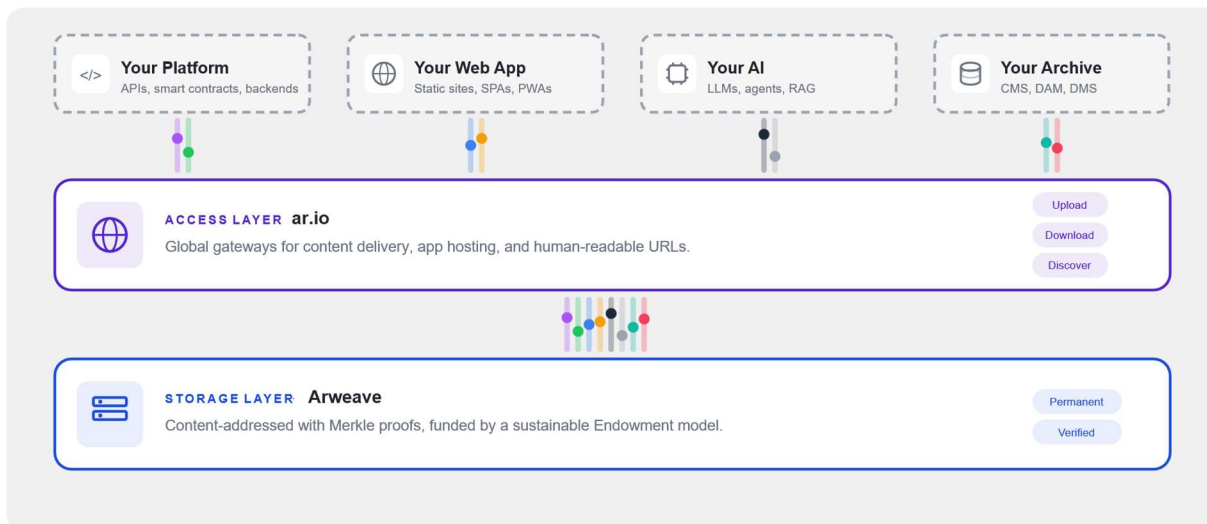 </> Your Platform
APIs, smart contracts, backends
Your Web App
Static sites, SPAs, PWAs
Your AI
LLMs, agents, RAG
Your Archive
CMS, DAM, DMS
ACCESS LAYER ar.io
Global gateways for content delivery, app hosting, and human-readable URLs.
Upload
Download
Discover
STORAGE LAYER Arweave
Content-addressed with Merkle proofs, funded by a sustainable Endowment model.
Permanent
Verified